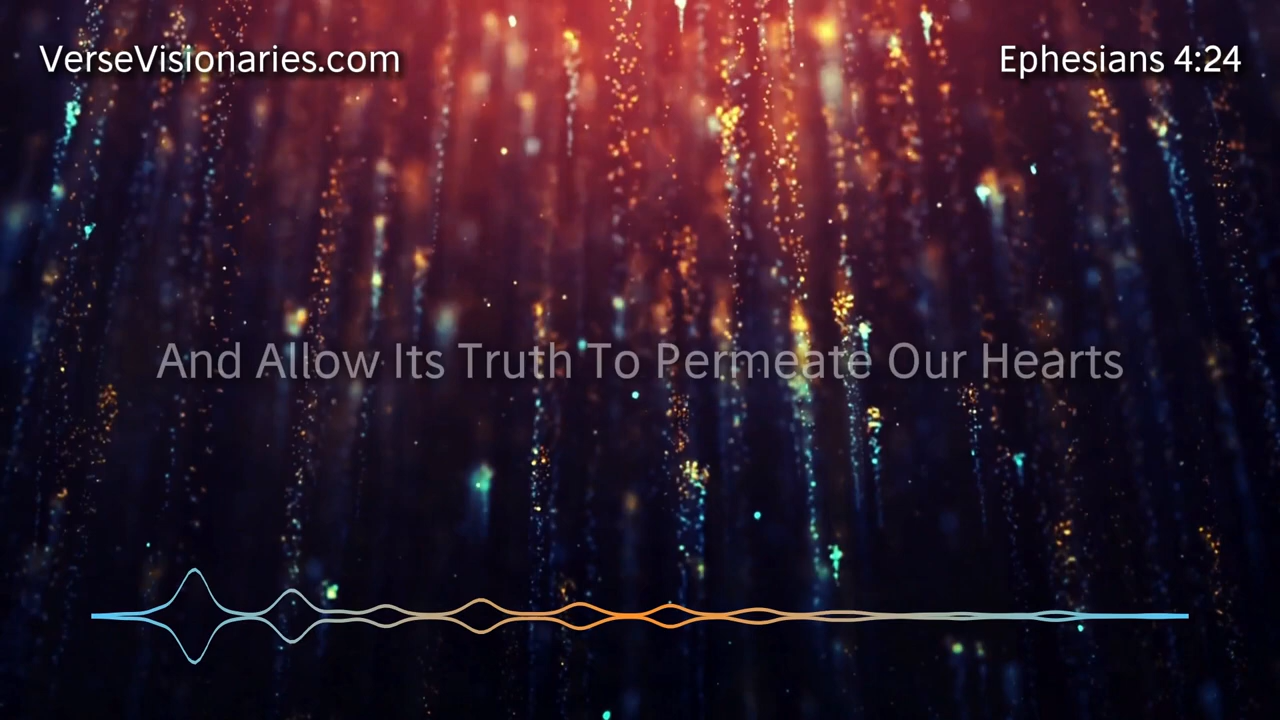 VerseVisionaries.com
Ephesians 4:24
And Allow Its Truth To Permeate Our Hearts